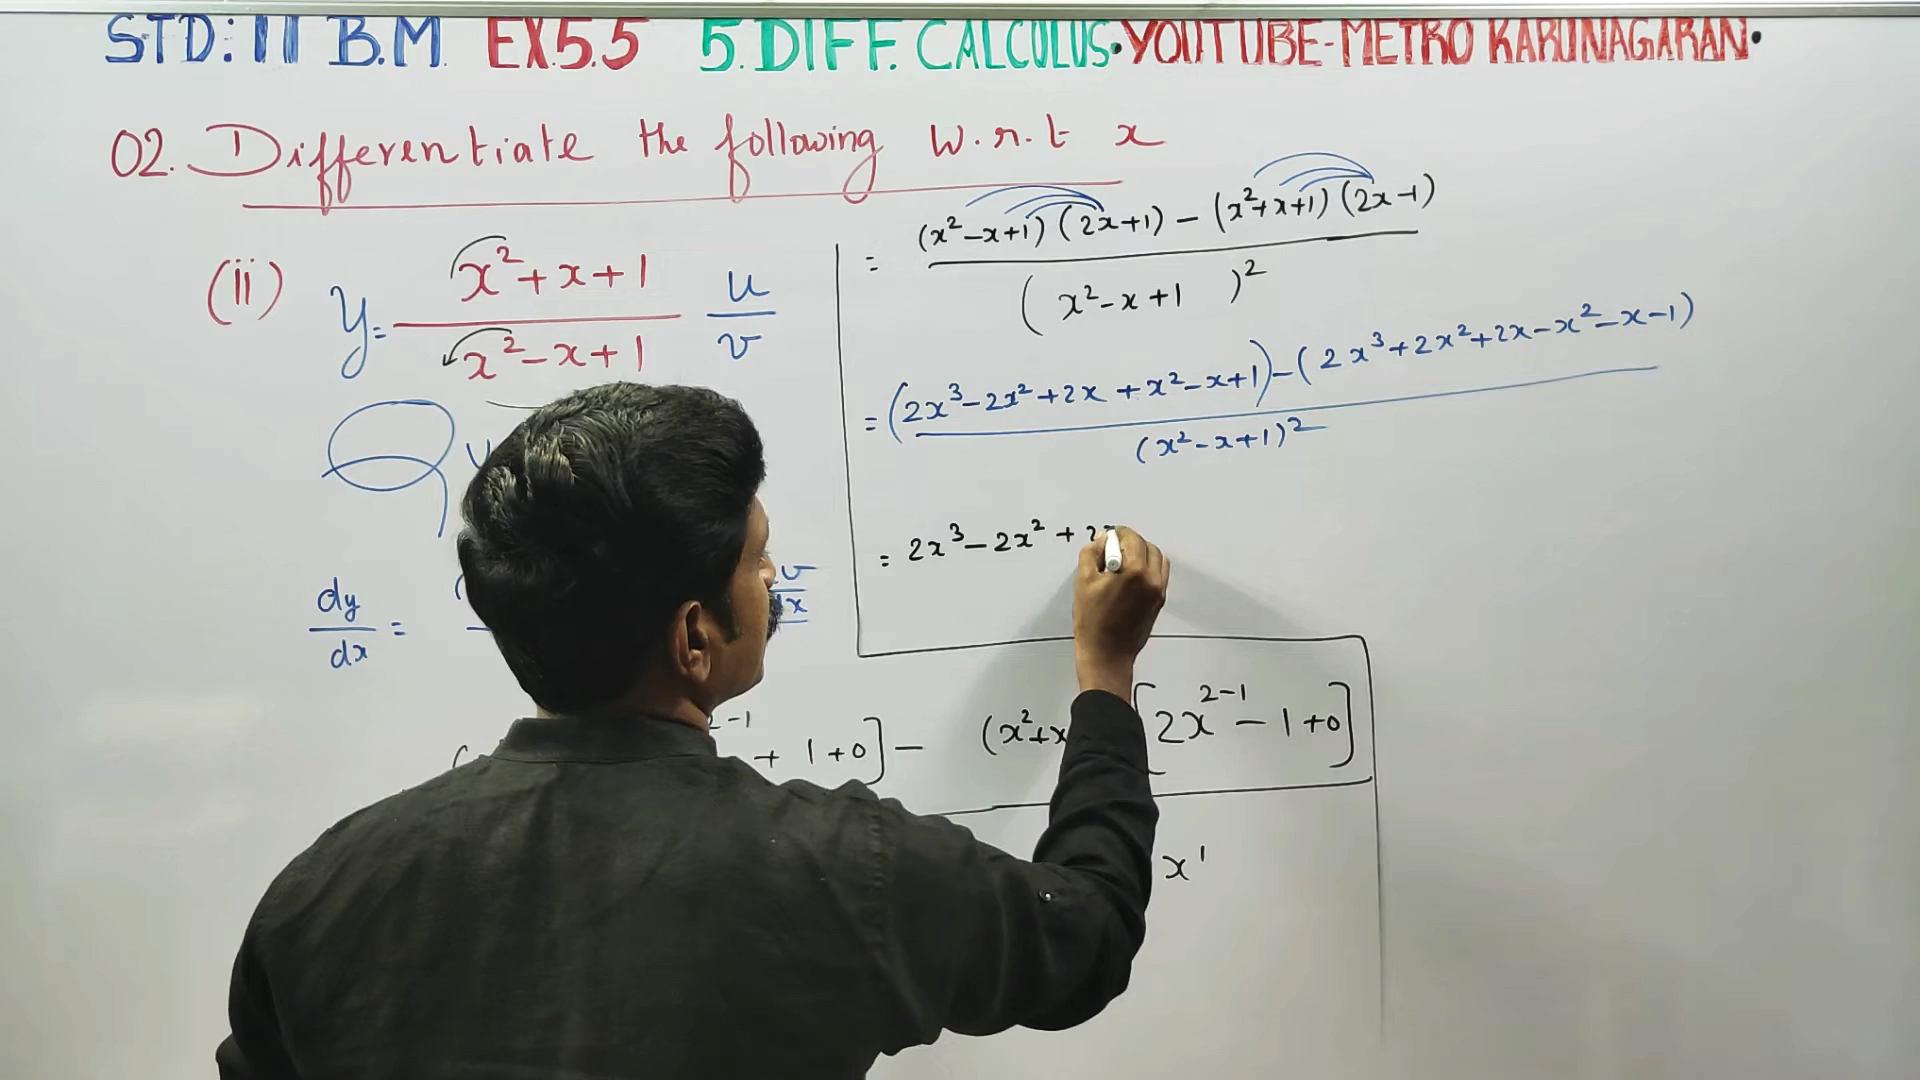 STD: 11 B.M. EX.5.5 5. DIFF. CALCULUS • YOUTUBE - METRO KARUNAGARAN •
02. Differentiate the following w.r.t x
(ii) y = x²+x+1 / x²-x+1 u/v
dy/dx =
+ 1+0] - (x²+x [2x²⁻¹ - 1+0]
x¹
= (x²-x+1)(2x+1) - (x²+x+1)(2x-1) / (x²-x+1)²
= (2x³-2x²+2x+x²-x+1) - (2x³+2x²+2x-x²-x-1) / (x²-x+1)²
= 2x³-2x²+